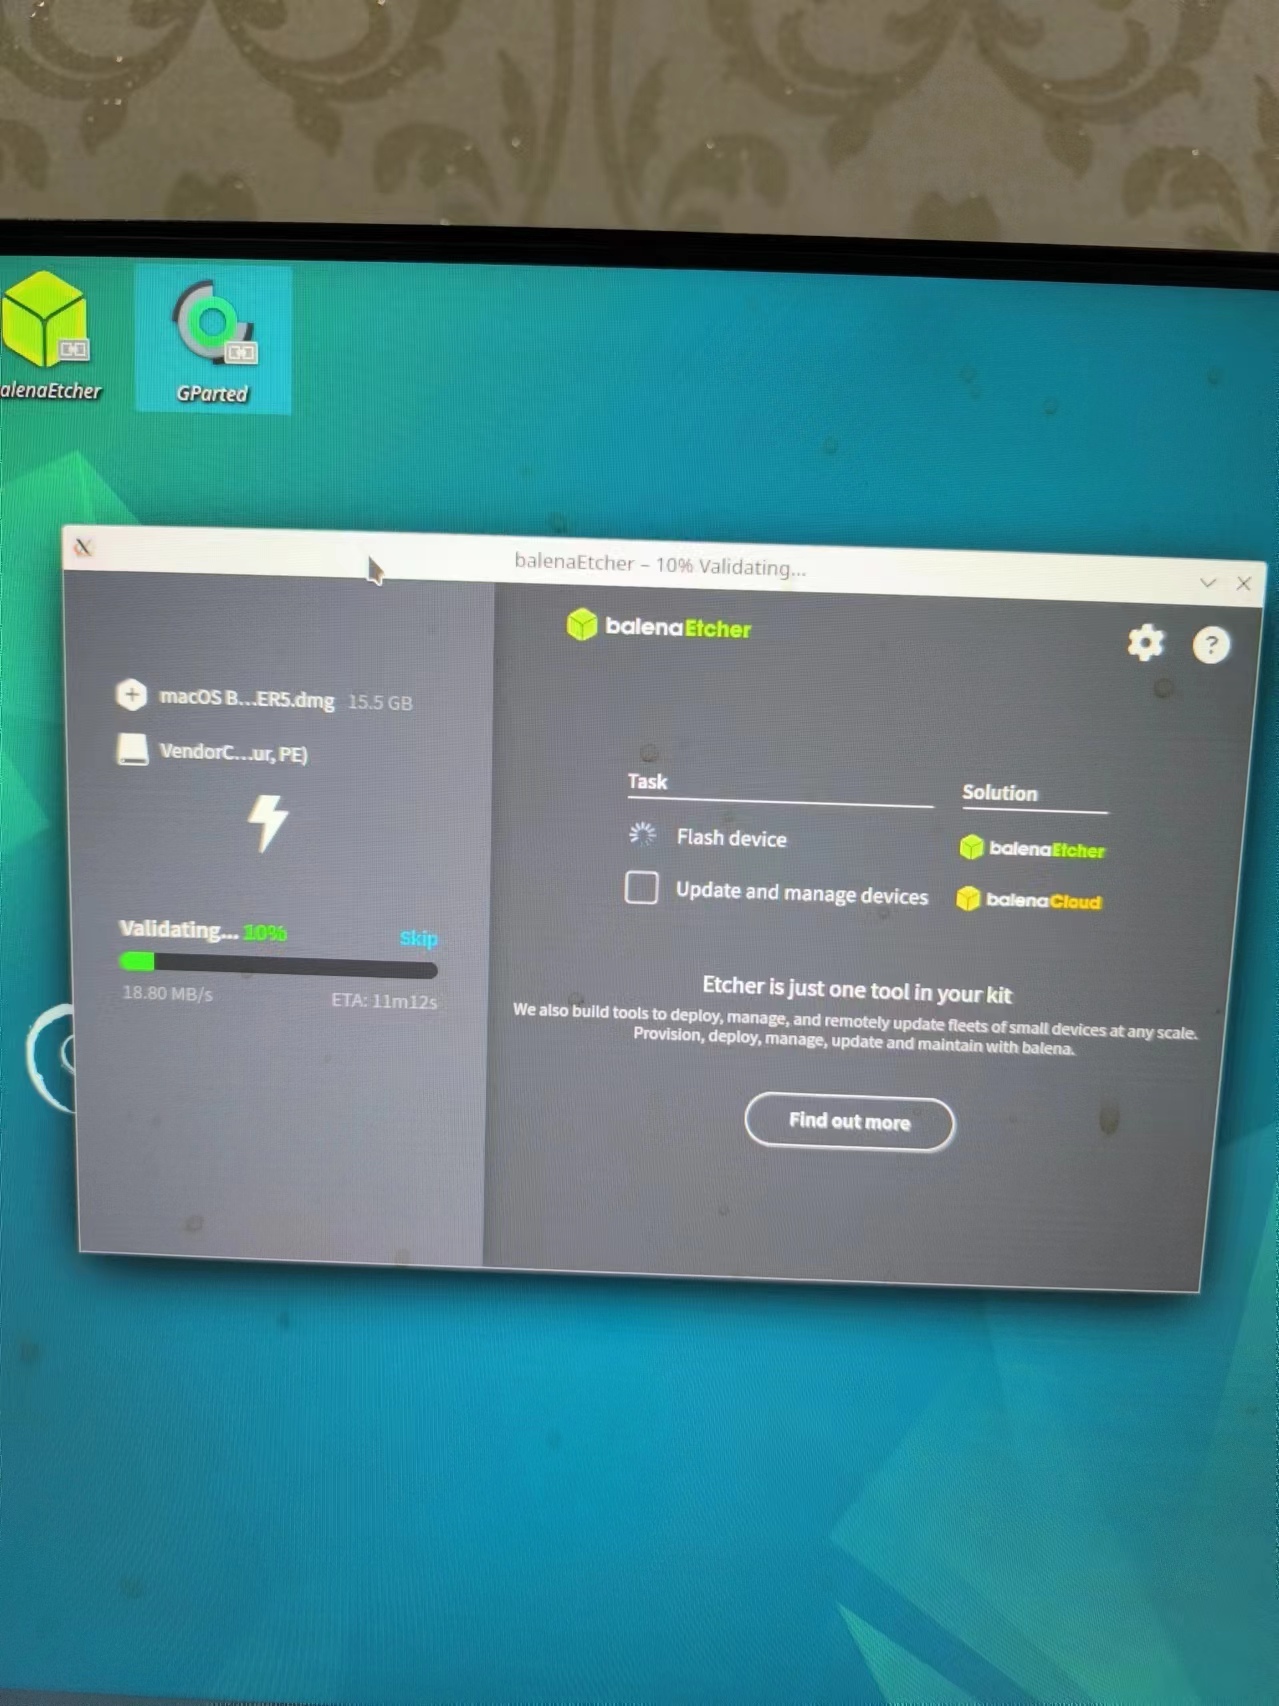 alenaEtcher
GParted
balenaEtcher – 10% Validating...
balenaEtcher
?
macOS B...ER5.dmg 15.5 GB
VendorC...ur, PE)
Task
Solution
Flash device
balenaEtcher
Update and manage devices
balenaCloud
Validating... 10%
Skip
18.80 MB/s
ETA: 11m12s
Etcher is just one tool in your kit
We also build tools to deploy, manage, and remotely update fleets of small devices at any scale.
Provision, deploy, manage, update and maintain with balena.
Find out more